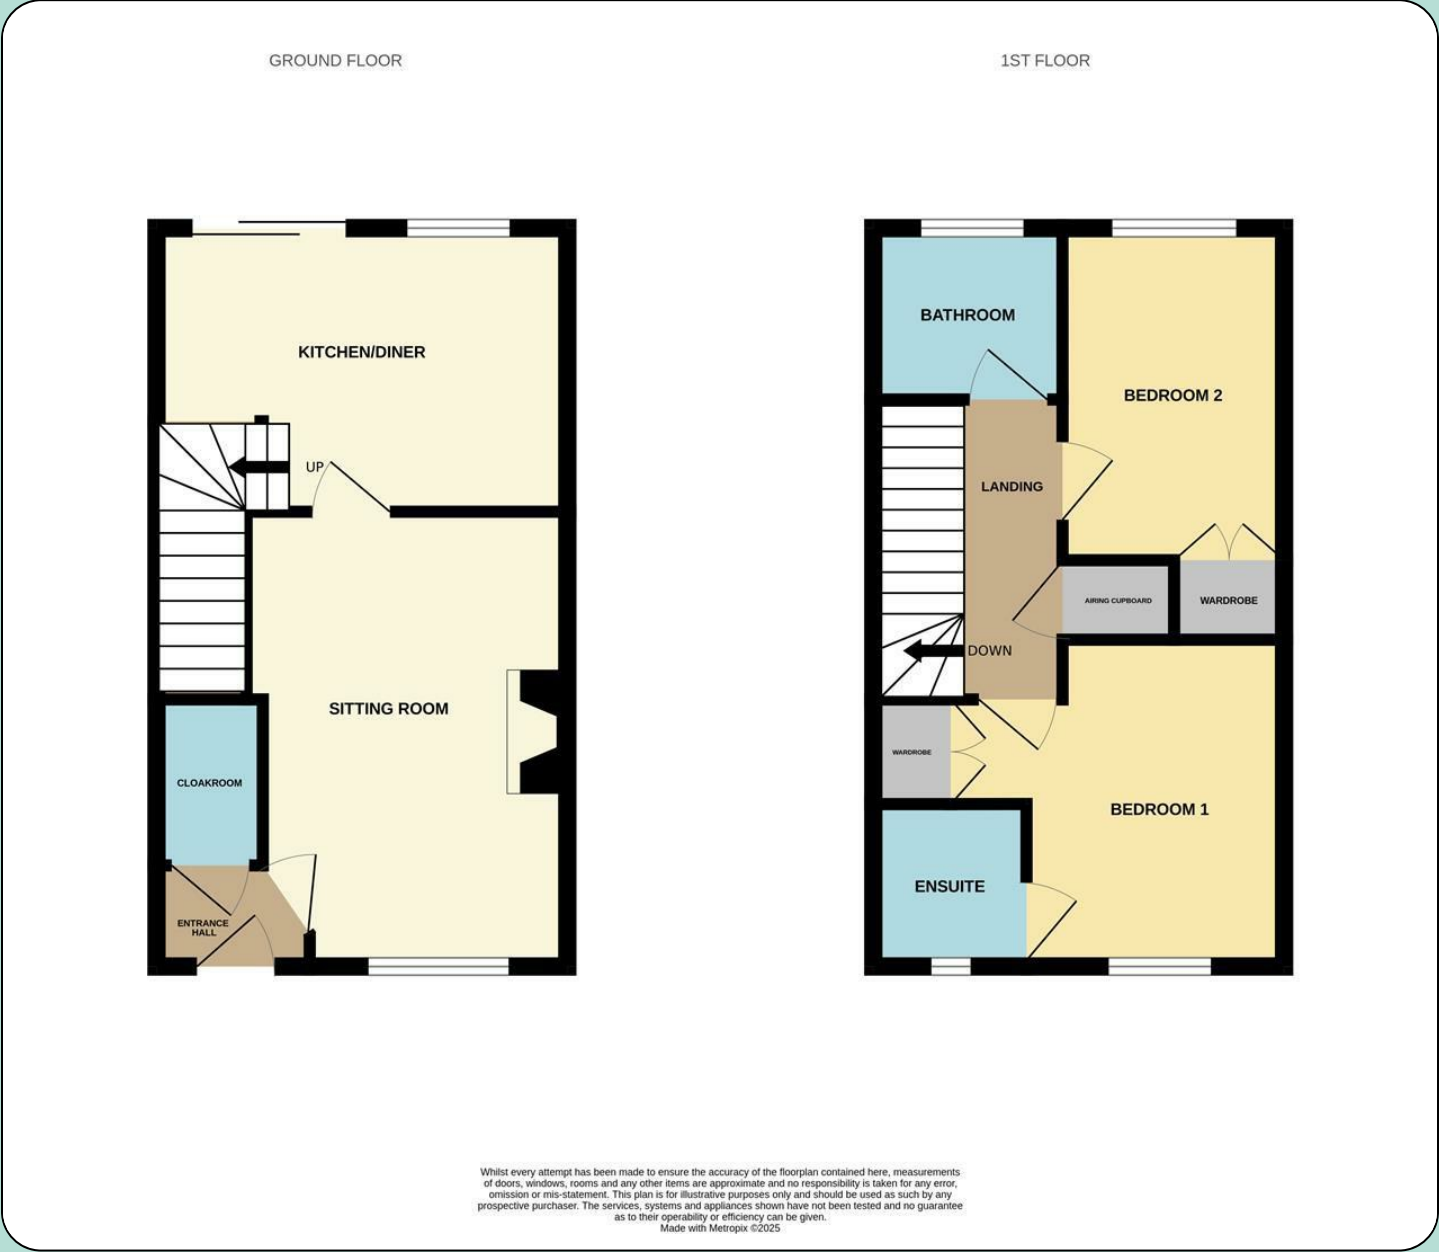 GROUND FLOOR
1ST FLOOR
KITCHEN/DINER
UP
SITTING ROOM
CLOAKROOM
ENTRANCE
HALL
BATHROOM
BEDROOM 2
LANDING
AIRING CUPBOARD
WARDROBE
DOWN
WARDROBE
BEDROOM 1
ENSUITE
Whilst every attempt has been made to ensure the accuracy of the floorplan contained here, measurements
of doors, windows, rooms and any other items are approximate and no responsibility is taken for any error,
omission or mis-statement. This plan is for illustrative purposes only and should be used as such by any
prospective purchaser. The services, systems and appliances shown have not been tested and no guarantee
as to their operability or efficiency can be given.
Made with Metropix ©2025